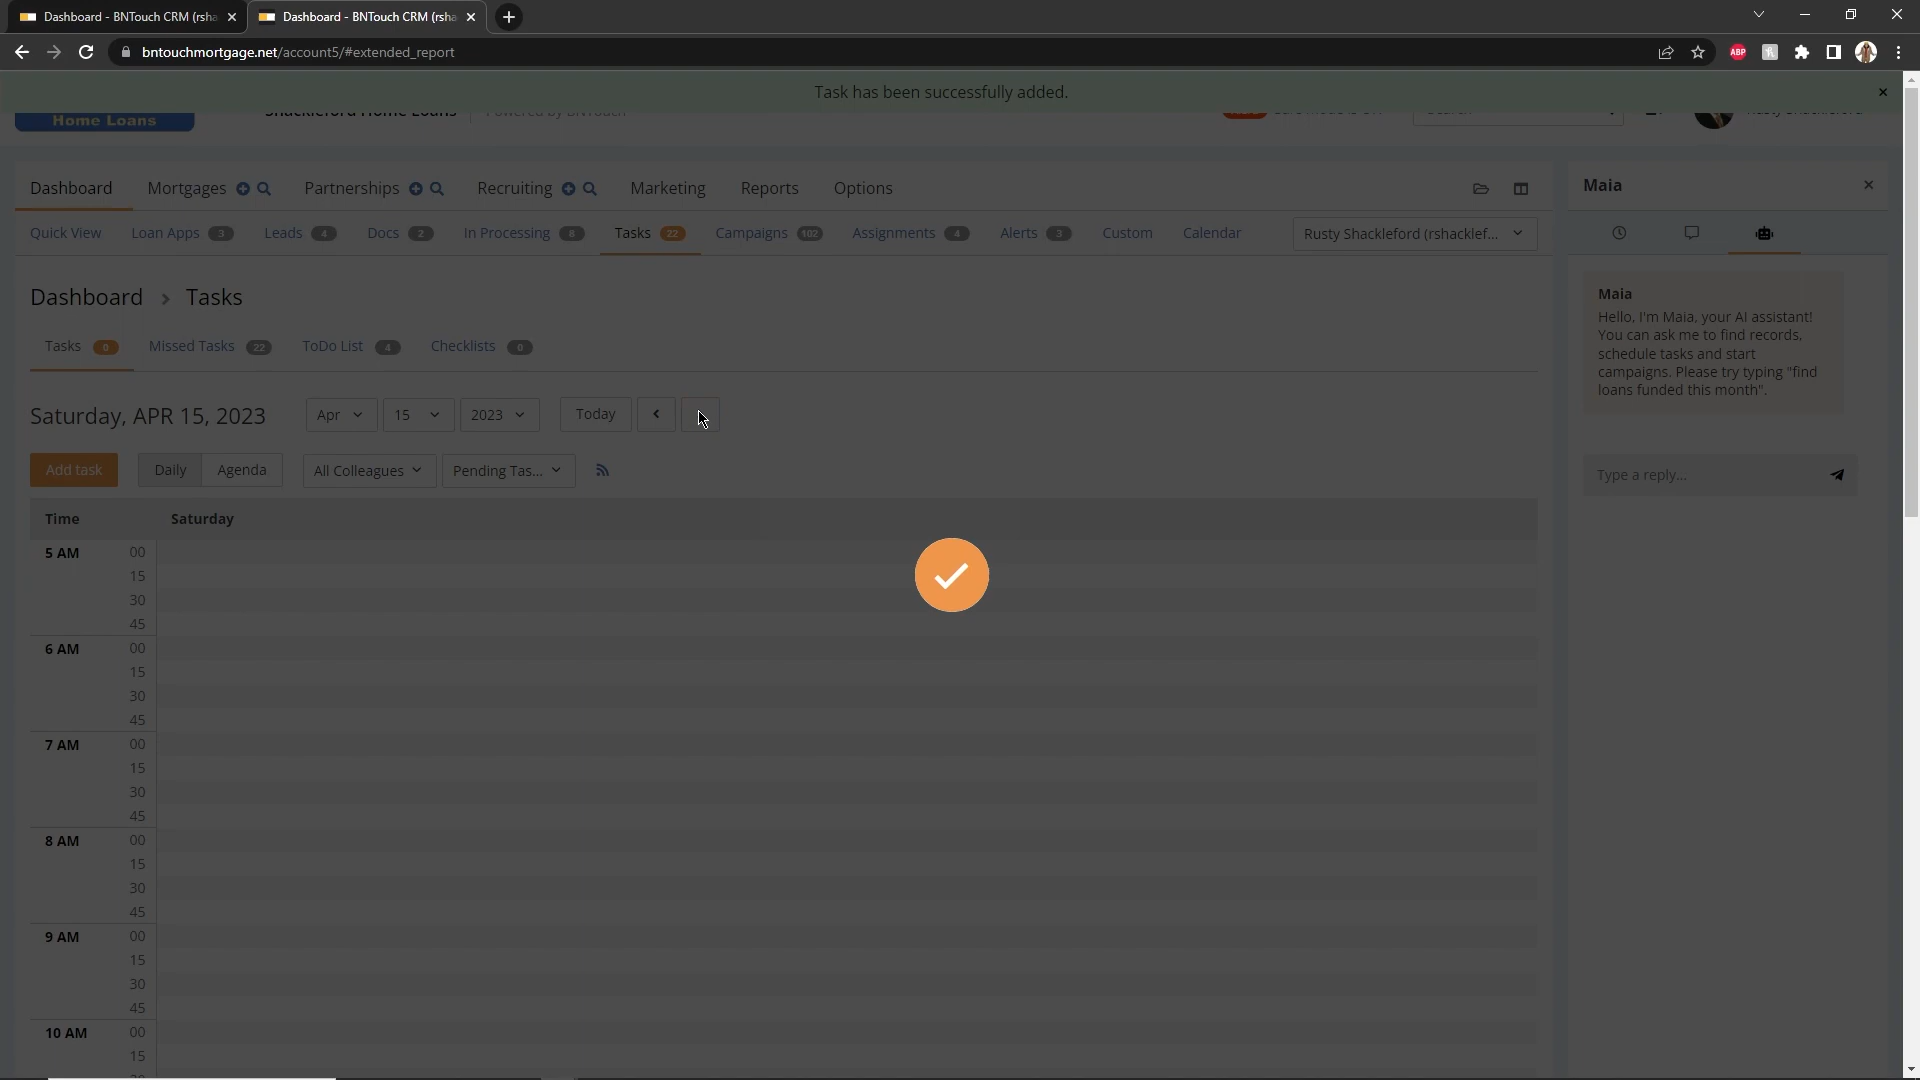 Dashboard - BNTouch CRM (rsha
Dashboard - BNTouch CRM (rsha
bntouchmortgage.net/account5/#extended_report
ABP
Task has been successfully added.
Home Loans
Shackleford Home Loans
Powered by BNTouch
Dashboard Mortgages Partnerships Recruiting Marketing Reports Options
Maia
Quick View Loan Apps 3 Leads 4 Docs 2 In Processing 8 Tasks 22 Campaigns 102 Assignments 4 Alerts 3 Custom Calendar Rusty Shackleford (rshacklef...
Dashboard > Tasks
Maia
Hello, I'm Maia, your AI assistant!
You can ask me to find records,
schedule tasks and start
campaigns. Please try typing "find
loans funded this month".
Tasks 0 Missed Tasks 22 ToDo List 4 Checklists 0
Saturday, APR 15, 2023 Apr 15 2023 Today
Add task Daily Agenda All Colleagues Pending Tas...
Type a reply...
Time Saturday
5 AM 00
15
30
45
6 AM 00
15
30
45
7 AM 00
15
30
45
8 AM 00
15
30
45
9 AM 00
15
30
45
10 AM 00
15